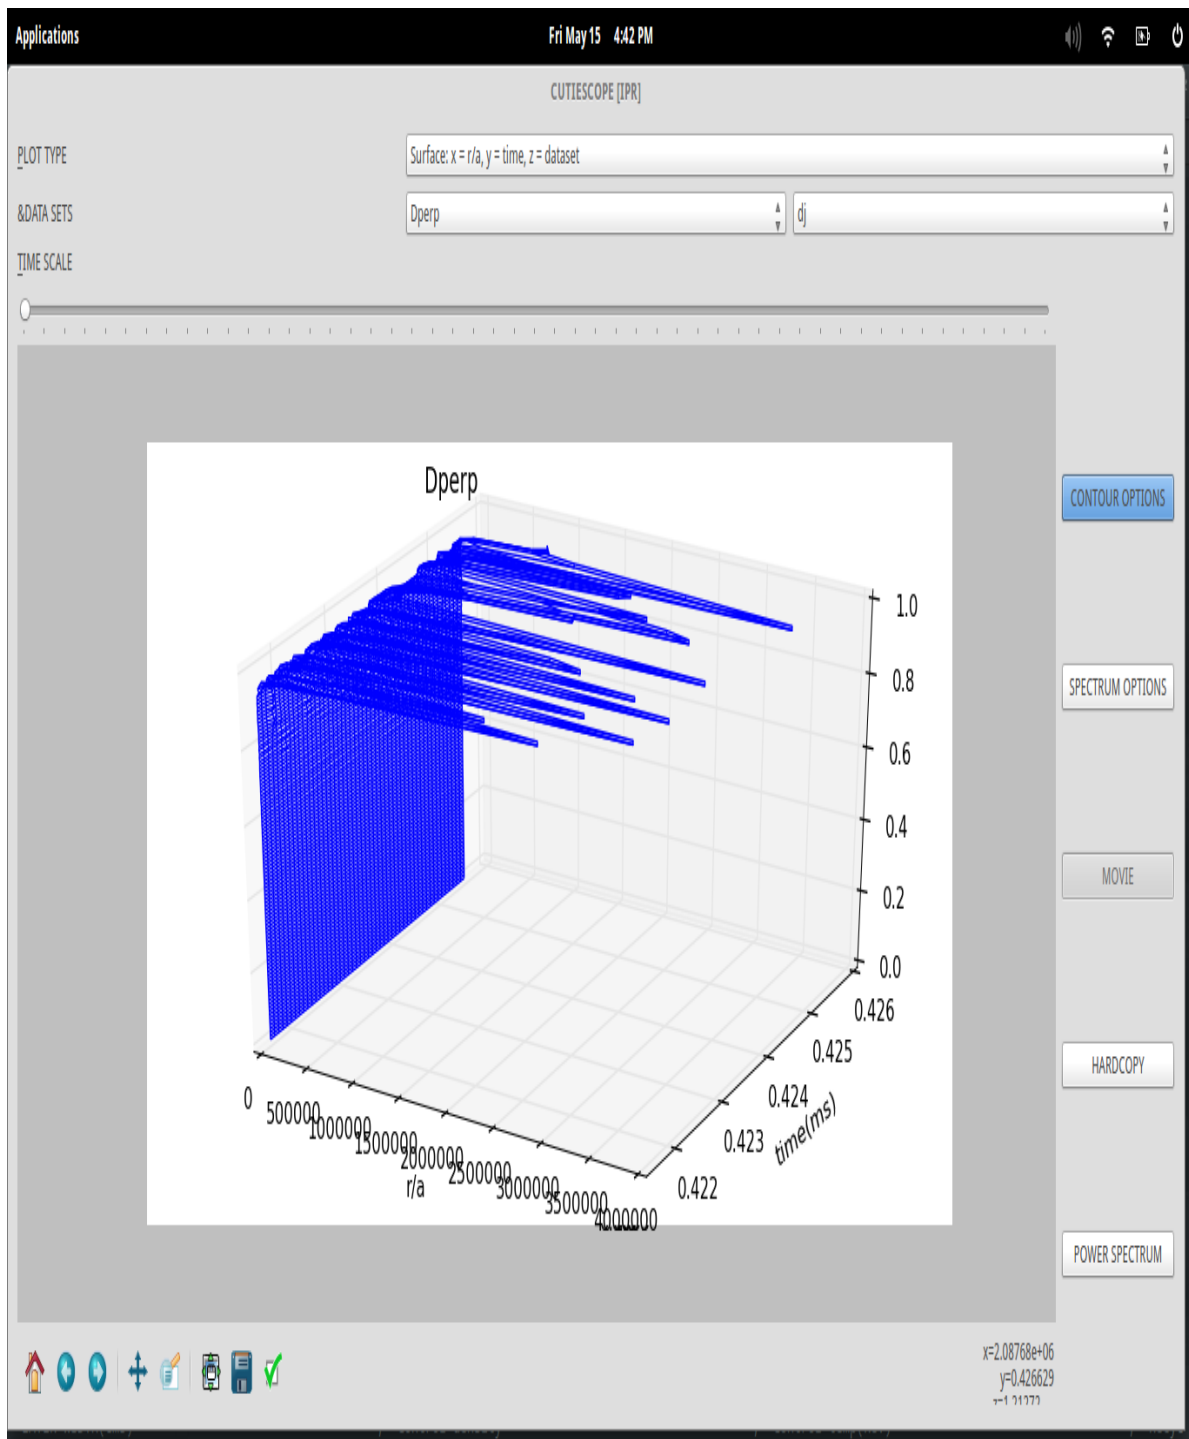 Applications Fri May 15 4:42 PM
CUTIESCOPE [IPR]
PLOT TYPE Surface: x = r/a, y = time, z = dataset
&DATA SETS Dperp dj
TIME SCALE
Dperp
1.0
0.8
0.6
0.4
0.2
0.0
0.426
0.425
0.424
0.423
0.422
time(ms)
0
500000
1000000
1500000
2000000
2500000
3000000
3500000
4000000
r/a
CONTOUR OPTIONS
SPECTRUM OPTIONS
MOVIE
HARDCOPY
POWER SPECTRUM
x=2.08768e+06
y=0.426629
z=1.21272